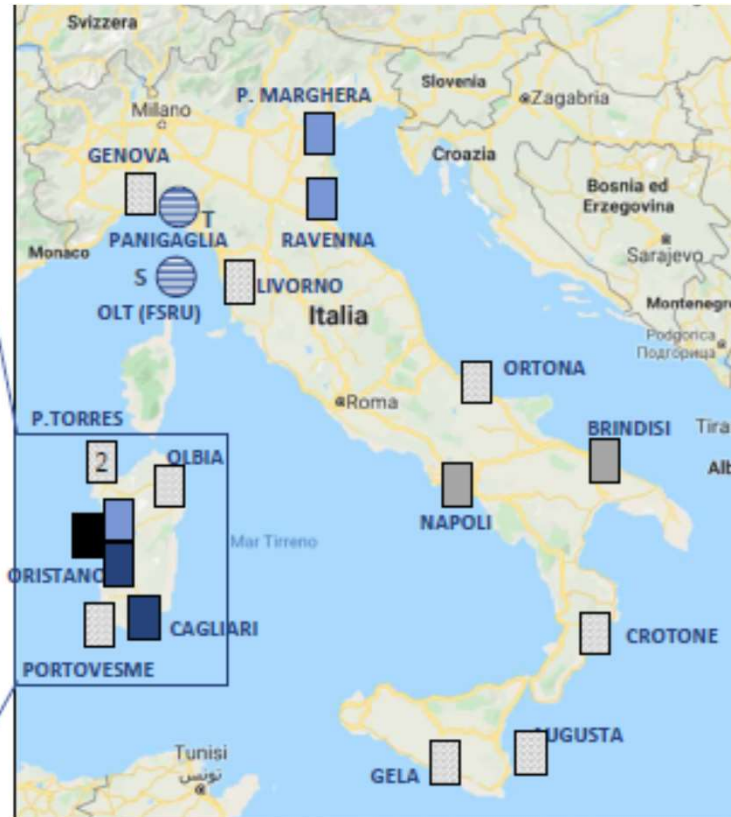 Svizzera
Slovenia
Milano
P. MARGHERA
Zagabria
GENOVA
Croazia
T
PANIGAGLIA
RAVENNA
Bosnia ed
Erzegovina
Monaco
S
LIVORNO
Sarajevo
OLT (FSRU)
Italia
Montenegro
Podgorica
Подгорица
ORTONA
Roma
P.TORRES
BRINDISI
Tira
2
OLBIA
Alb
NAPOLI
Mar Tirreno
ORISTANO
CAGLIARI
CROTONE
PORTOVESME
AUGUSTA
Tunisi
تونس
GELA